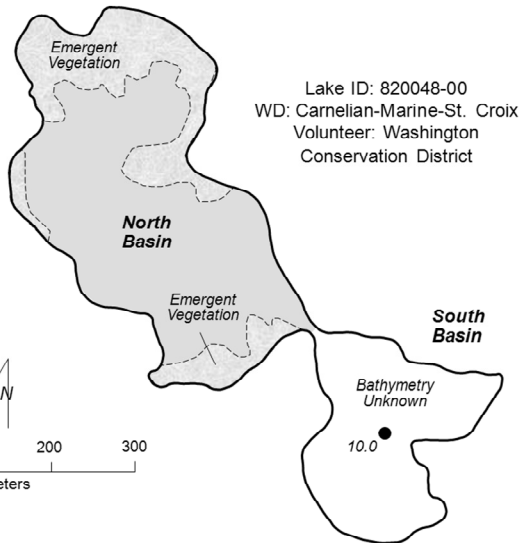 Emergent
Vegetation
Lake ID: 820048-00
WD: Carnelian-Marine-St. Croix
Volunteer: Washington
Conservation District
North
Basin
Emergent
Vegetation
South
Basin
Bathymetry
Unknown
10.0
N
200
300
eters